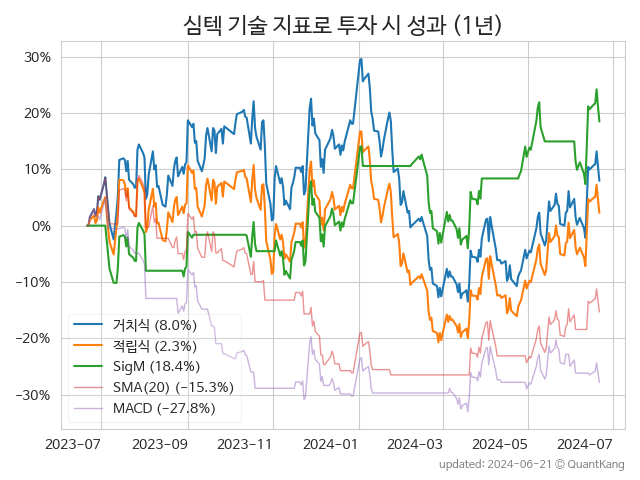 심텍 기술 지표로 투자 시 성과 (1년)
30%
20%
10%
0%
−10%
−20%
−30%
거치식 (8.0%)
적립식 (2.3%)
SigM (18.4%)
SMA(20) (−15.3%)
MACD (−27.8%)
2023-07 2023-09 2023-11 2024-01 2024-03 2024-05 2024-07
updated: 2024-06-21 © QuantKang